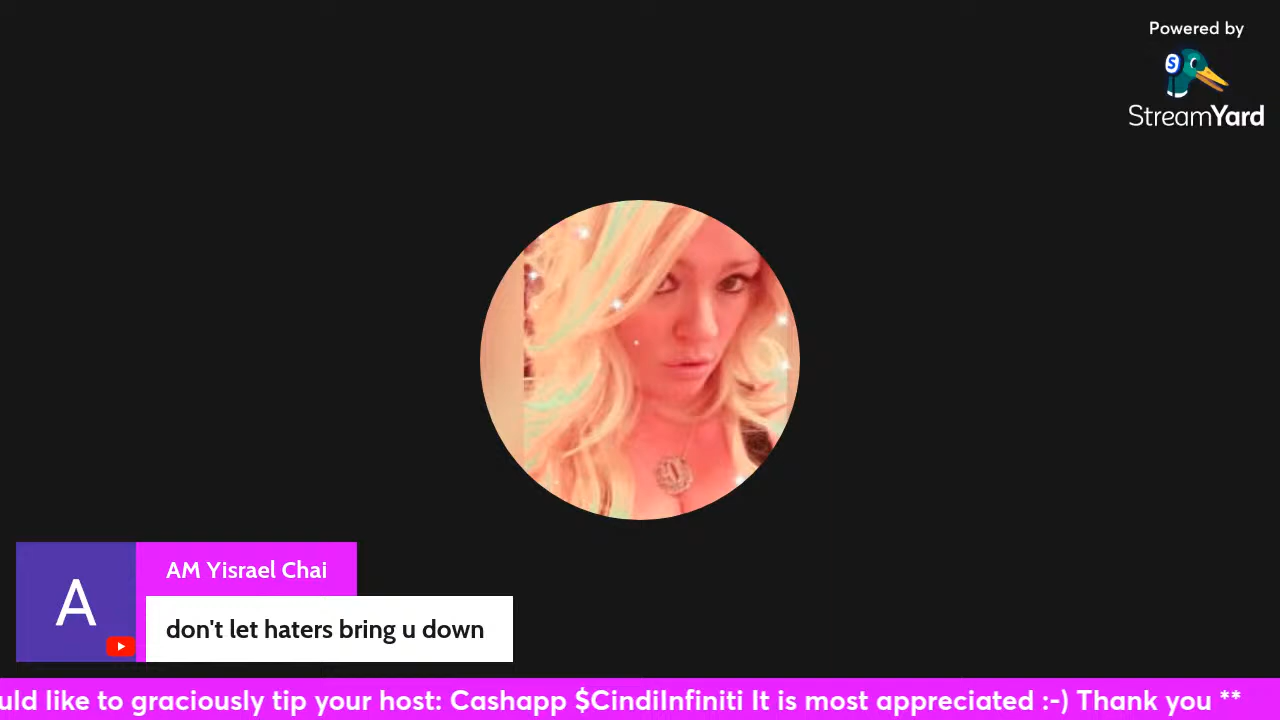 Powered by
S
StreamYard
A
AM Yisrael Chai
don't let haters bring u down
uld like to graciously tip your host: Cashapp $CindiInfiniti It is most appreciated :-) Thank you **